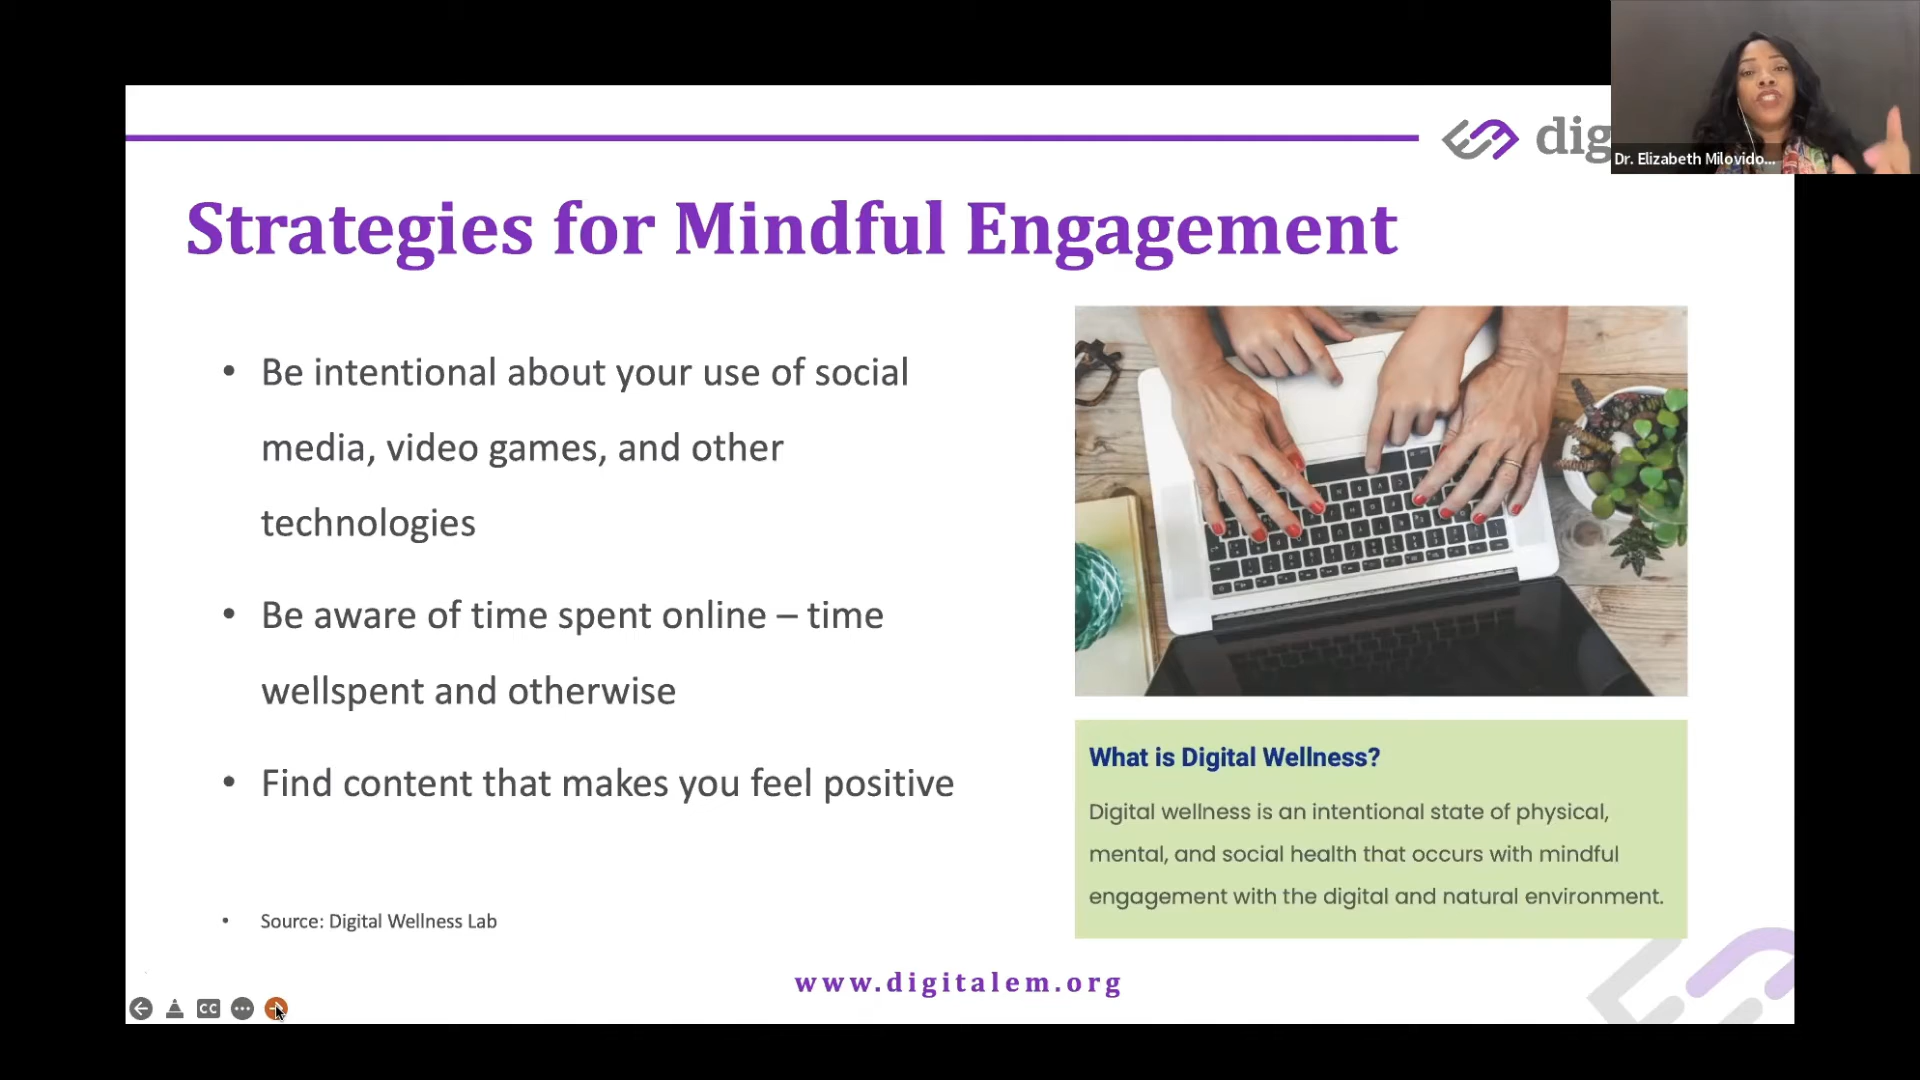 dig
Dr. Elizabeth Milovido...
Strategies for Mindful Engagement
• Be intentional about your use of social
media, video games, and other
technologies
• Be aware of time spent online – time
wellspent and otherwise
• Find content that makes you feel positive
• Source: Digital Wellness Lab
What is Digital Wellness?
Digital wellness is an intentional state of physical,
mental, and social health that occurs with mindful
engagement with the digital and natural environment.
www.digitalem.org
CC